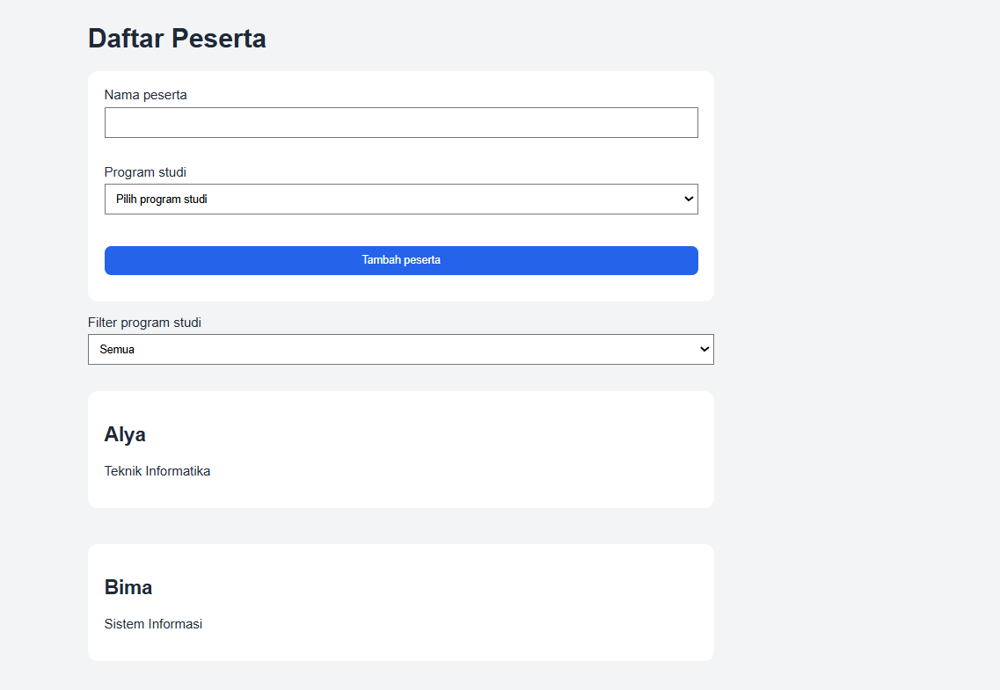 Daftar Peserta
Nama peserta
Program studi
Pilih program studi
Tambah peserta
Filter program studi
Semua
Alya
Teknik Informatika
Bima
Sistem Informasi